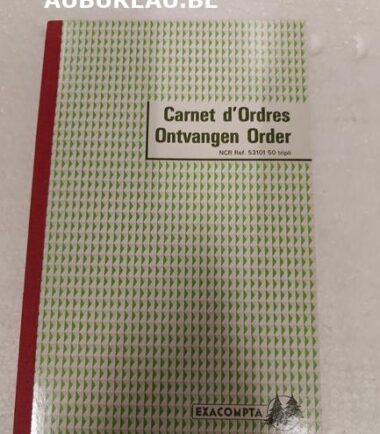 AUBUREAU.BE
Carnet d'Ordres
Ontvangen Order
NCR Ref. 53101 50 tripli
EXACOMPTA